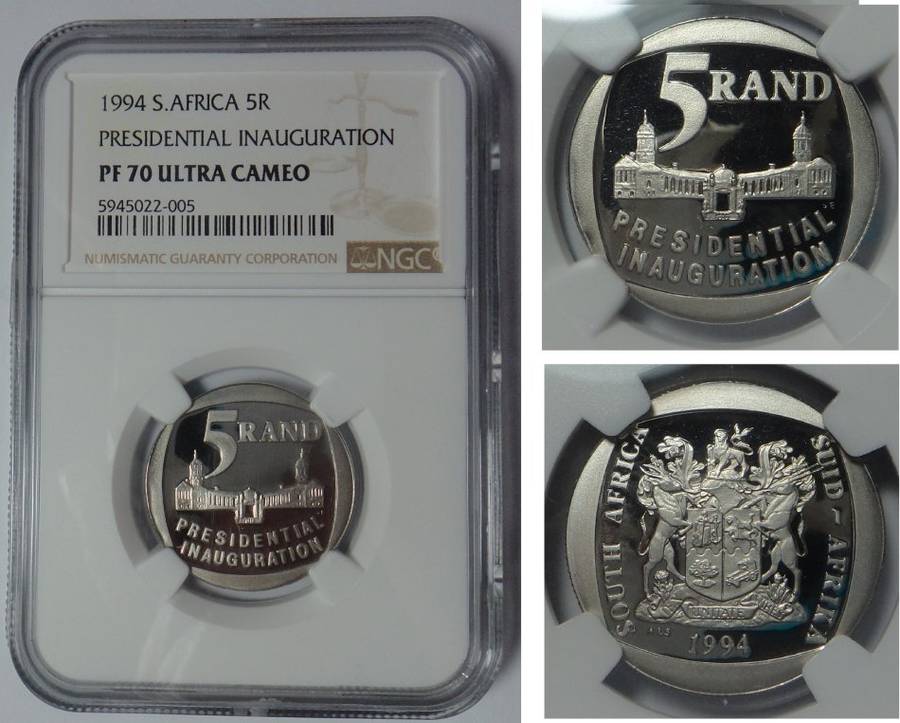 1994 S.AFRICA 5R
PRESIDENTIAL INAUGURATION
PF 70 ULTRA CAMEO
5945022-005
NUMISMATIC GUARANTY CORPORATION NGC
5 RAND
PRESIDENTIAL
INAUGURATION
5 RAND
PRESIDENTIAL
INAUGURATION
SOUTH AFRICA
SUID-AFRIKA
1994